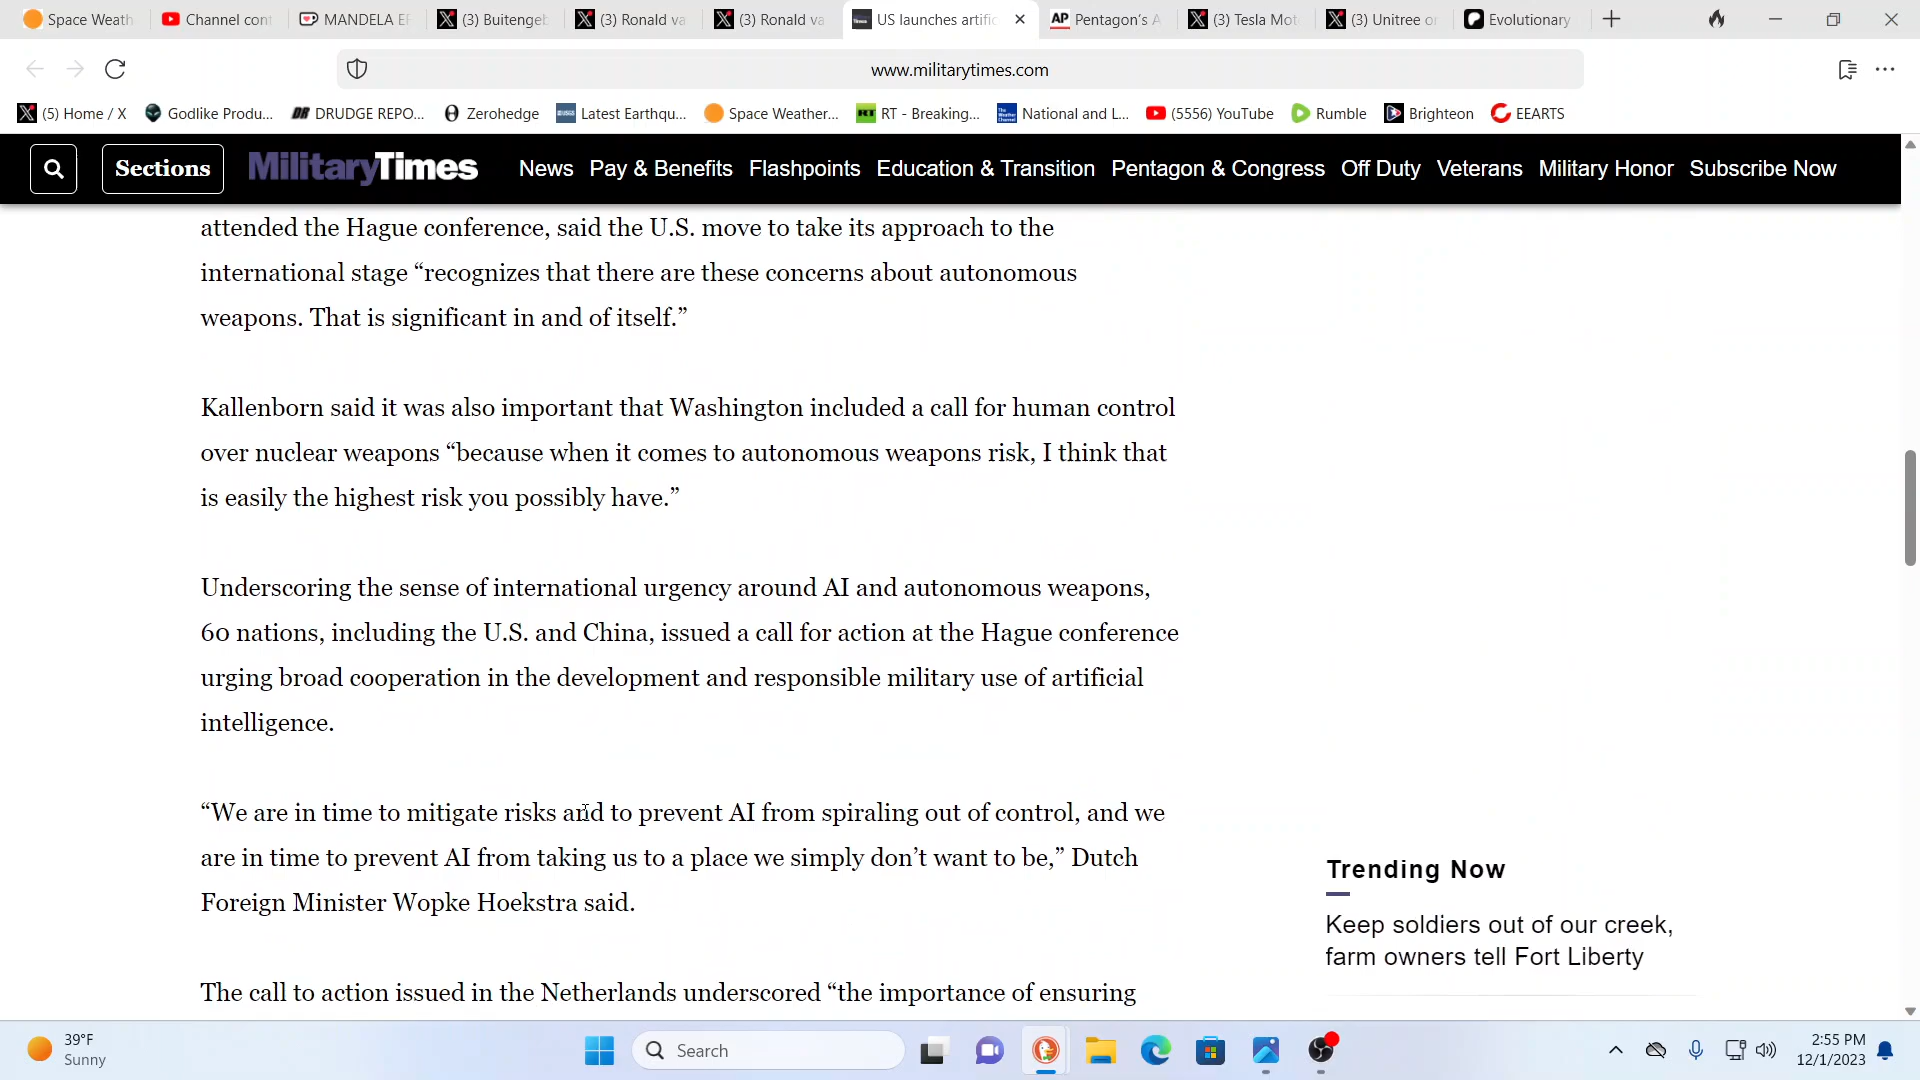 Space Weath
Channel cont
MANDELA EF
(3) Buitengeb
(3) Ronald va
(3) Ronald va
US launches artific
AP Pentagon's A
(3) Tesla Mot
(3) Unitree on
Evolutionary
www.militarytimes.com
(5) Home / X
Godlike Produ...
DR DRUDGE REPO...
Zerohedge
Latest Earthqu...
Space Weather...
RT RT - Breaking...
National and L...
(5556) YouTube
Rumble
Brighteon
EEARTS
Sections
MilitaryTimes
News
Pay & Benefits
Flashpoints
Education & Transition
Pentagon & Congress
Off Duty
Veterans
Military Honor
Subscribe Now
attended the Hague conference, said the U.S. move to take its approach to the
international stage “recognizes that there are these concerns about autonomous
weapons. That is significant in and of itself.”
Kallenborn said it was also important that Washington included a call for human control
over nuclear weapons “because when it comes to autonomous weapons risk, I think that
is easily the highest risk you possibly have.”
Underscoring the sense of international urgency around AI and autonomous weapons,
60 nations, including the U.S. and China, issued a call for action at the Hague conference
urging broad cooperation in the development and responsible military use of artificial
intelligence.
“We are in time to mitigate risks and to prevent AI from spiraling out of control, and we
are in time to prevent AI from taking us to a place we simply don’t want to be,” Dutch
Foreign Minister Wopke Hoekstra said.
The call to action issued in the Netherlands underscored “the importance of ensuring
Trending Now
Keep soldiers out of our creek,
farm owners tell Fort Liberty
39°F
Sunny
Search
2:55 PM
12/1/2023